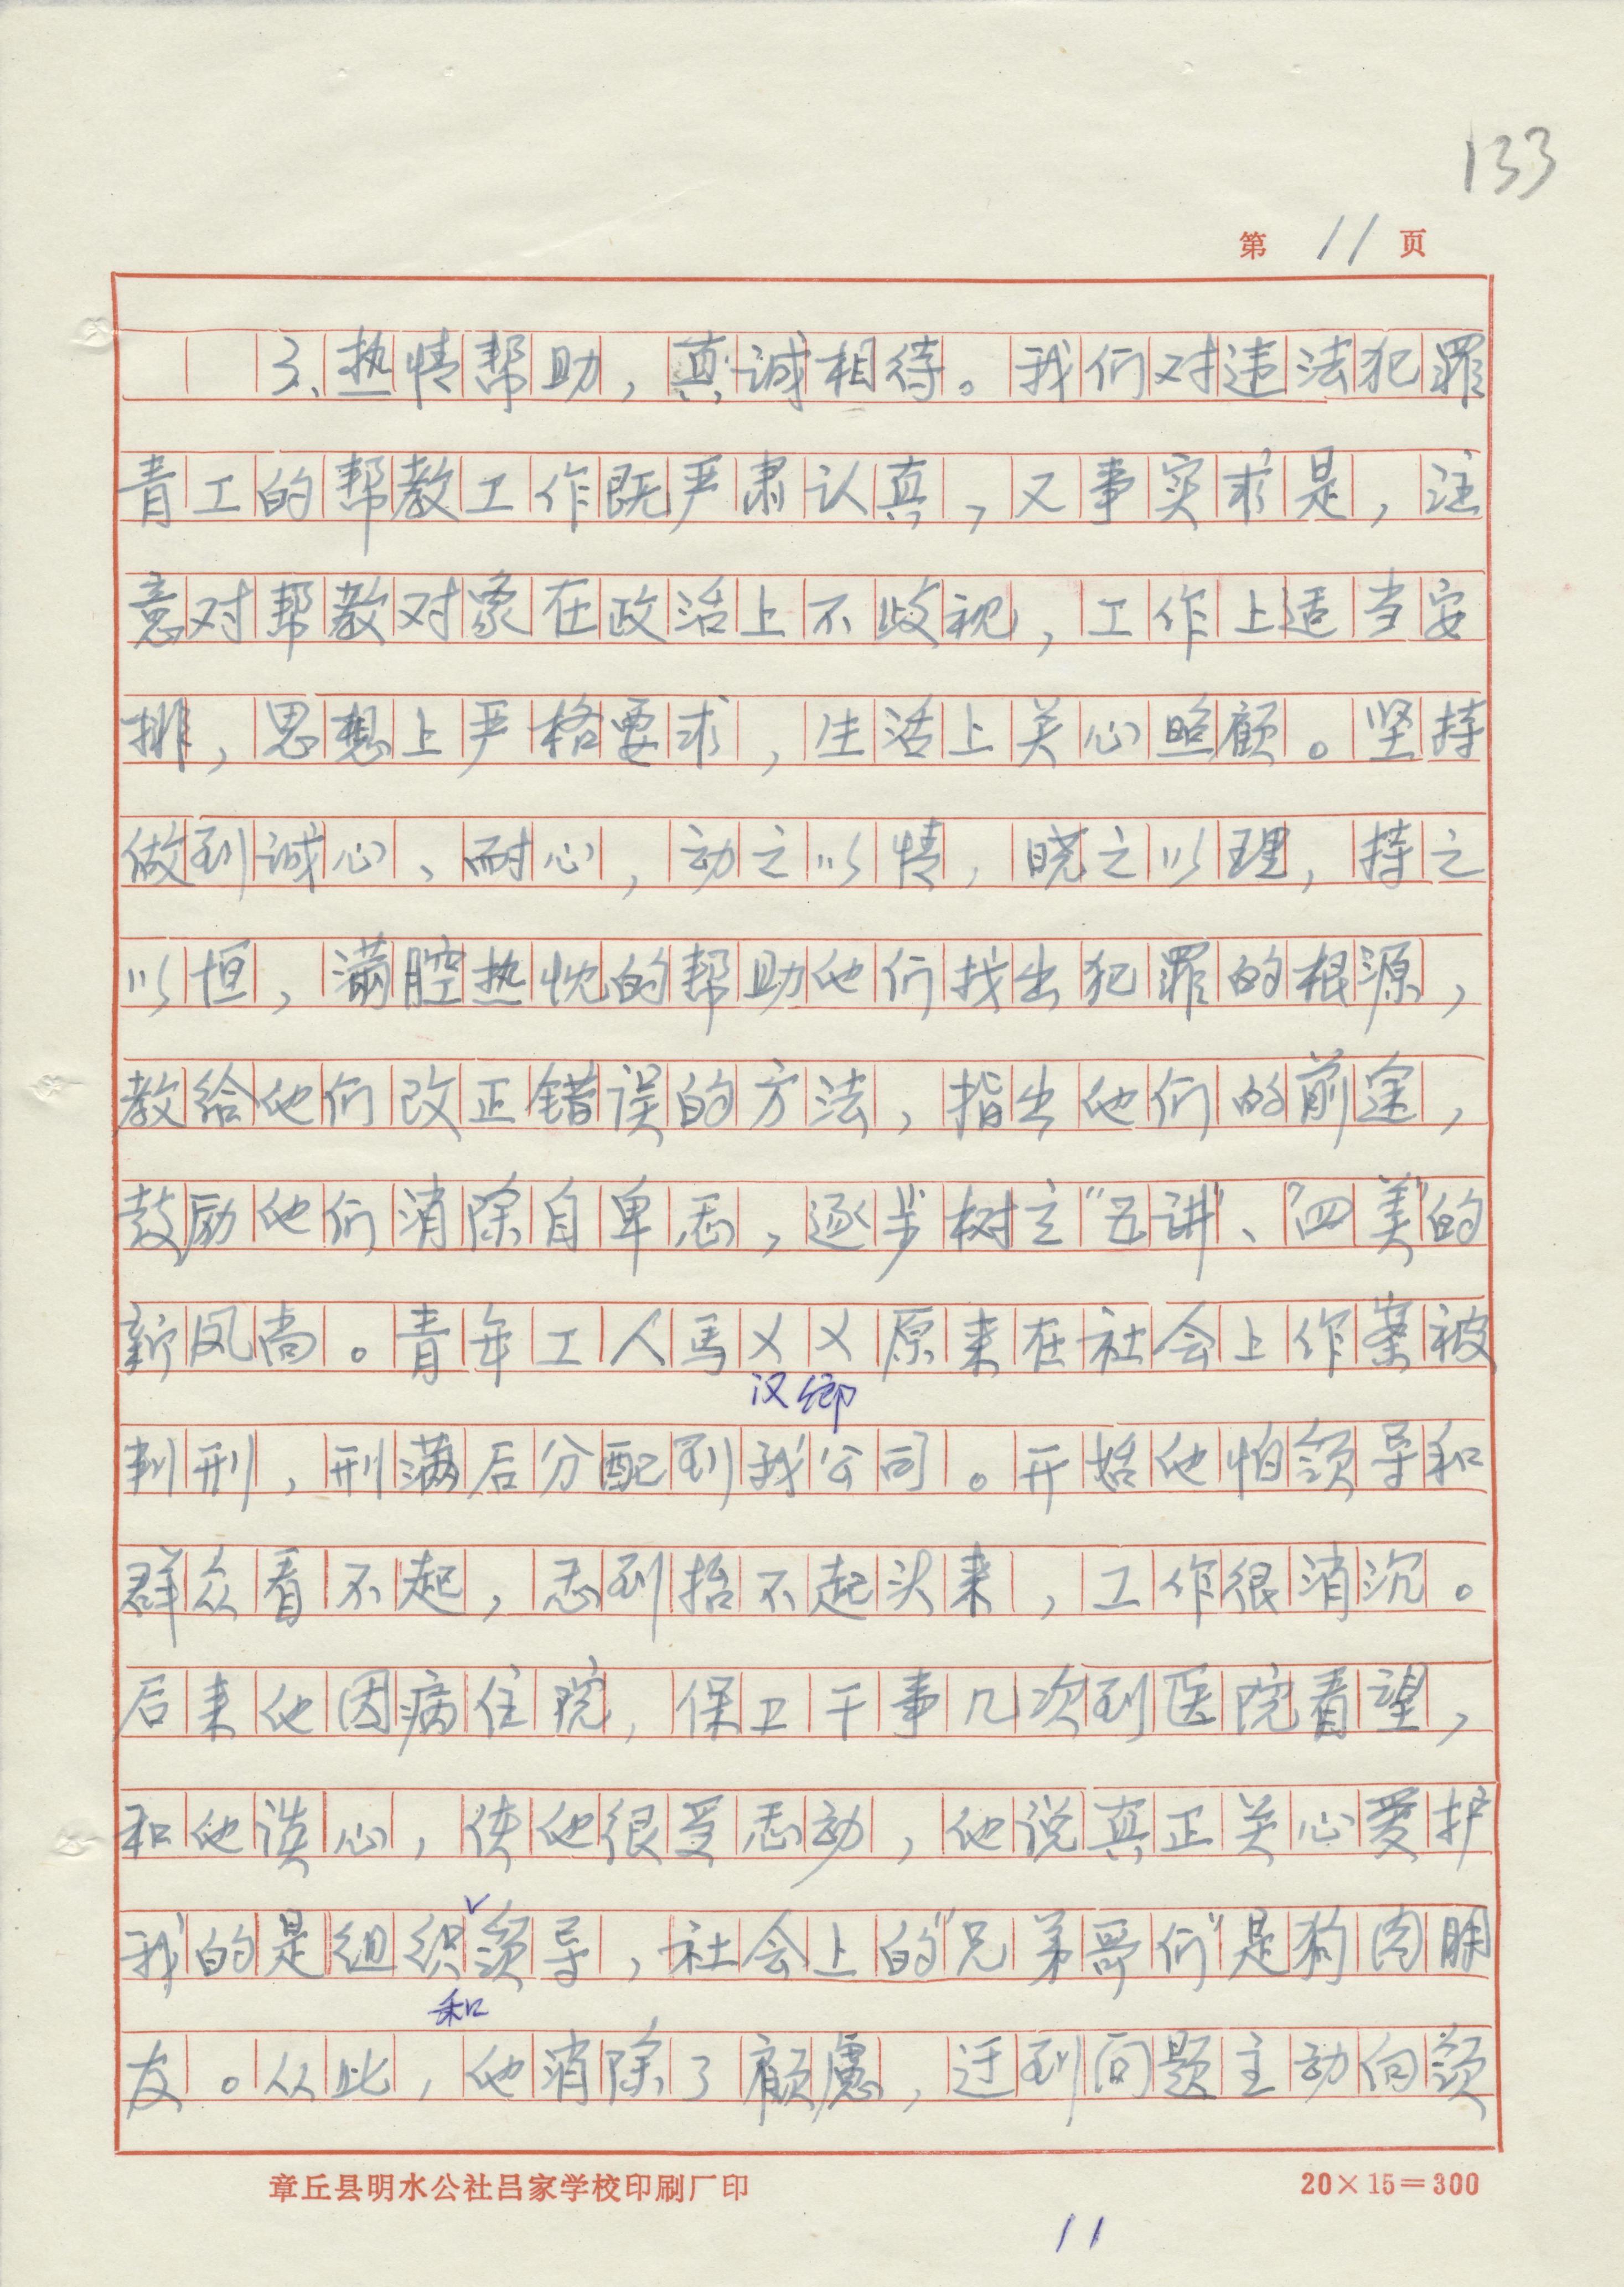 133
第 11 页
3、热情帮助，真诚相待。我们对违法犯罪
青工的帮教工作既严肃认真，又事实求是，注
意对帮教对象在政治上不歧视，工作上适当安
排，思想上严格要求，生活上关心照顾。坚持
做到诚心、耐心，动之以情，晓之以理，持之
以恒，满腔热忱的帮助他们找出犯罪的根源，
教给他们改正错误的方法，指出他们的前途，
鼓励他们消除自卑感，逐步树立“五讲”、“四美”的
新风尚。青年工人马××原来在社会上作案被
汉卿
判刑，刑满后分配到我公司。开始他怕领导和
群众看不起，感到抬不起头来，工作很消沉。
后来他因病住院，保卫干事几次到医院看望，
和他谈心，使他很受感动，他说真正关心爱护
我的是组织领导，社会上的“兄弟哥们”是狗肉朋
和
友。从此，他消除了顾虑，迂到问题主动向领
章丘县明水公社吕家学校印刷厂印
20×15=300
11